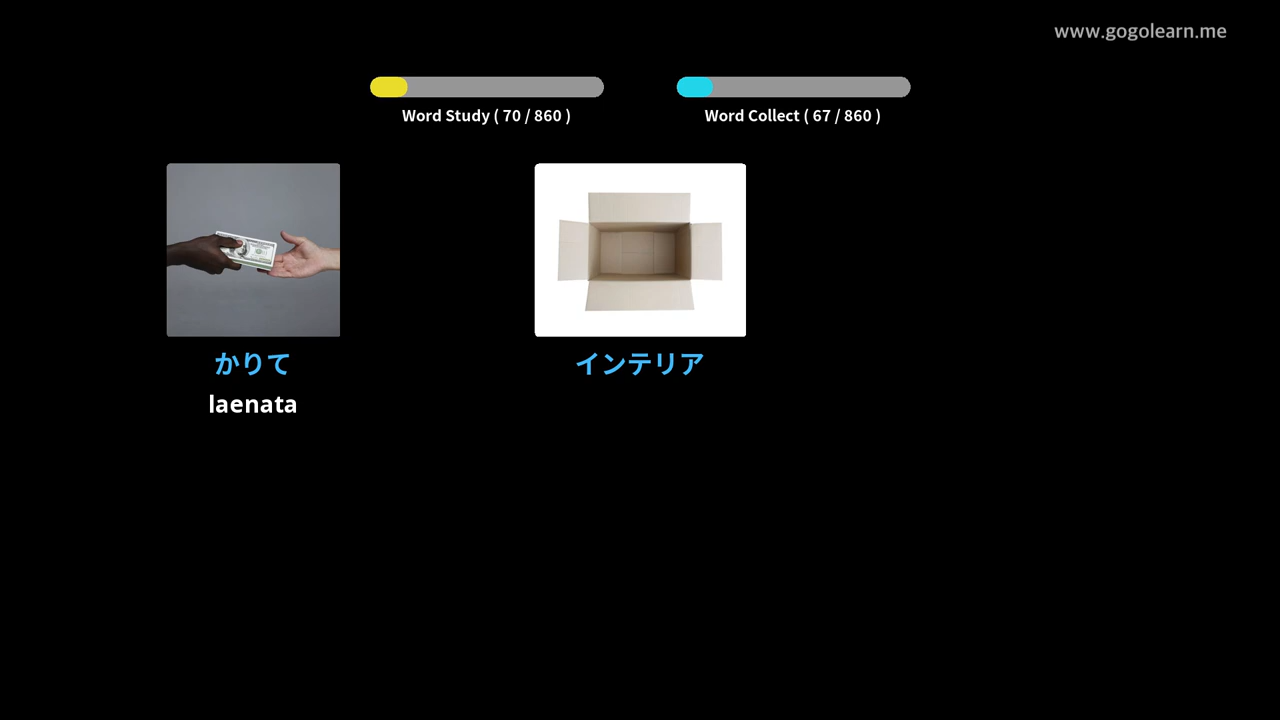 www.gogolearn.me
Word Study ( 70 / 860 )
Word Collect ( 67 / 860 )
かりて
インテリア
laenata